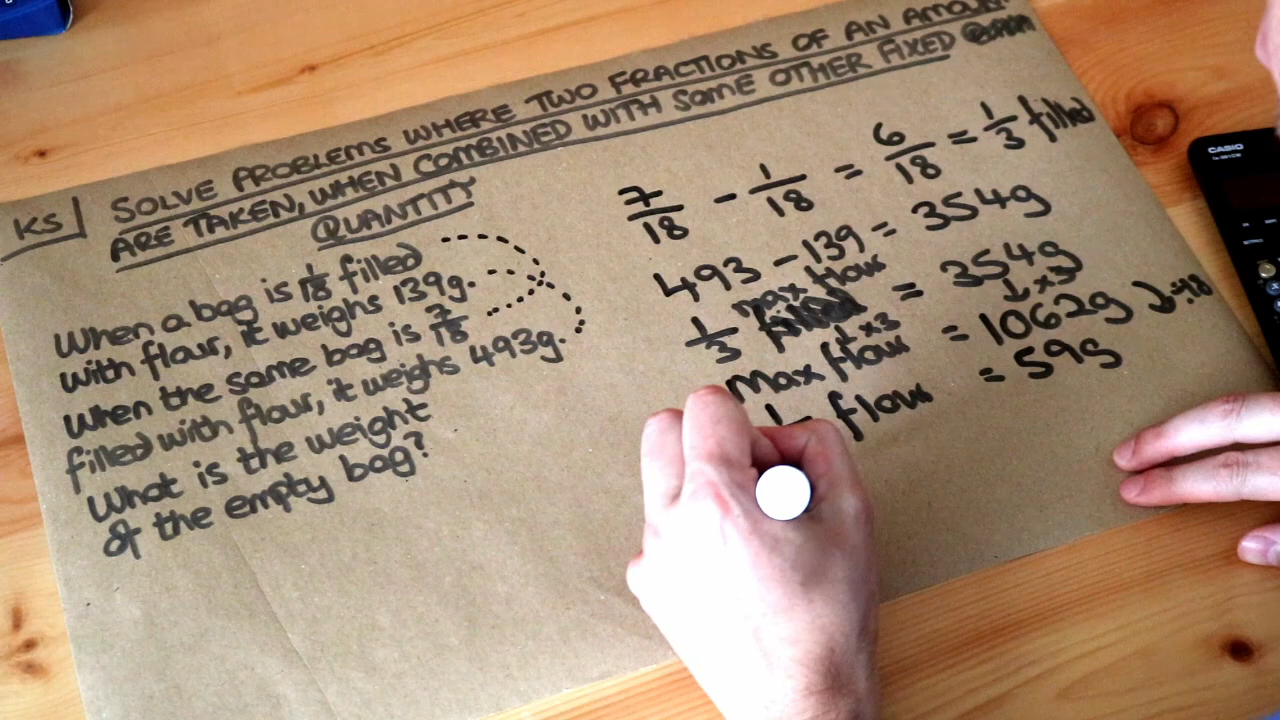 KS
SOLVE PROBLEMS WHERE TWO FRACTIONS OF AN
ARE TAKEN, WHEN COMBINED WITH SOME OTHER FIXED
QUANTITY
When a bag is 1/18 filled
with flour, it weighs 139g.
When the same bag is 7/18
filled with flour, it weighs 493g.
What is the weight
of the empty bag?
7/18 - 1/18 = 6/18 = 1/3 filled
493 - 139 = 354g
1/3 max flour = 354g
↓×3 ↓×3
Max flour = 1062g ÷18
flour = 59g
CASIO